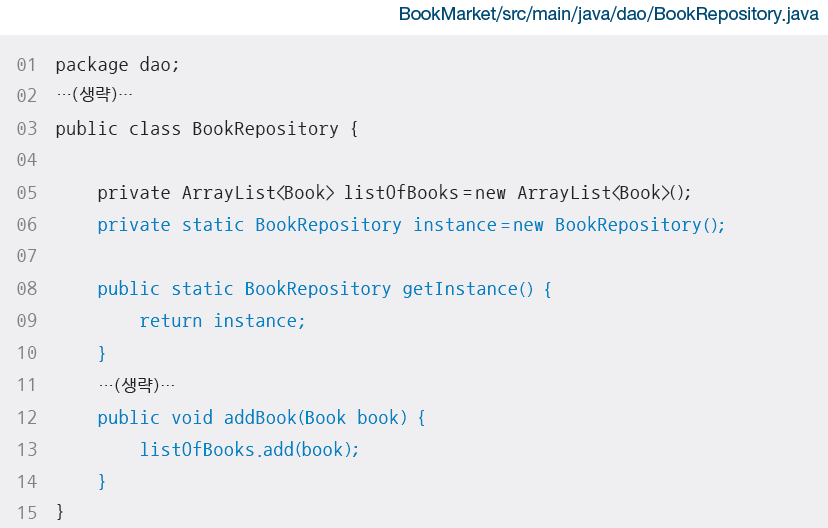 BookMarket/src/main/java/dao/BookRepository.java
01 package dao;
02 …(생략)…
03 public class BookRepository {
04
05     private ArrayList<Book> listOfBooks=new ArrayList<Book>();
06     private static BookRepository instance=new BookRepository();
07
08     public static BookRepository getInstance() {
09         return instance;
10     }
11     …(생략)…
12     public void addBook(Book book) {
13         listOfBooks.add(book);
14     }
15 }